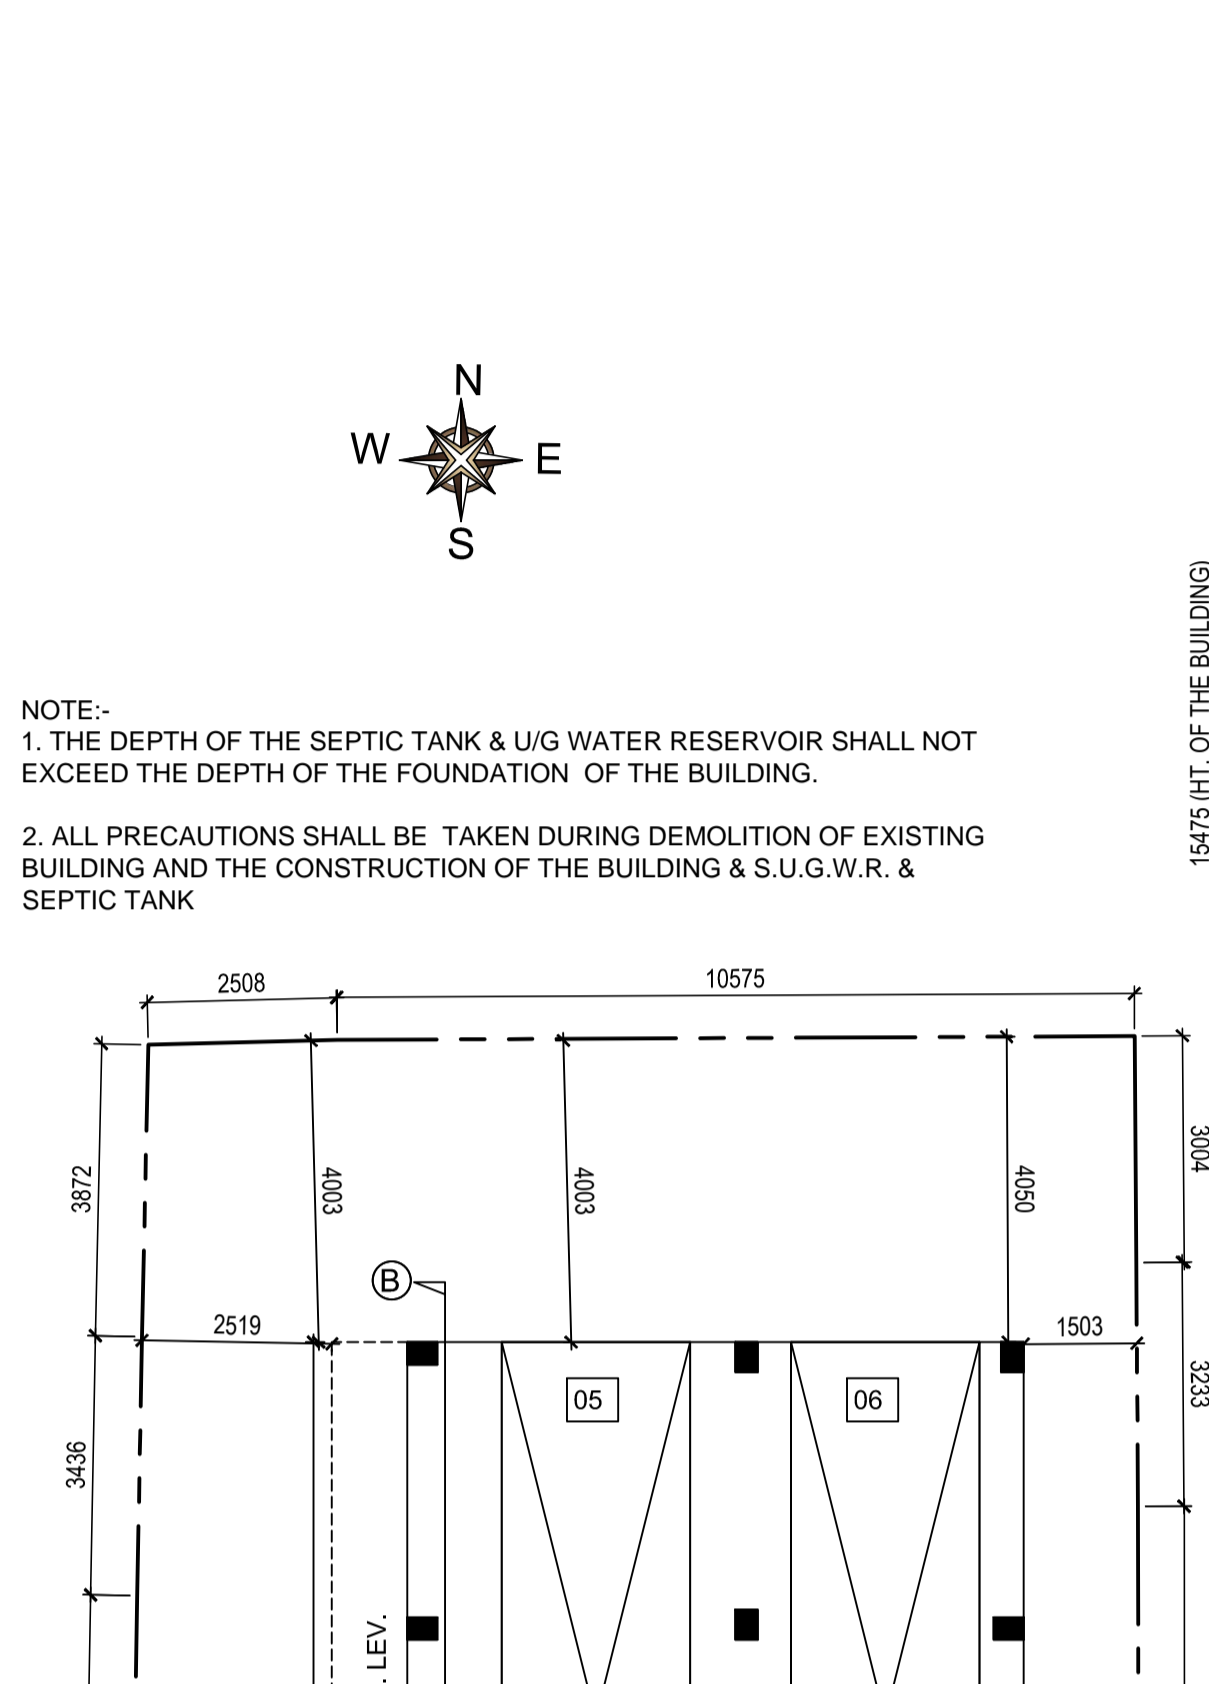 N
W
E
S
15475 (HT. OF THE BUILDING)
NOTE:-
1. THE DEPTH OF THE SEPTIC TANK & U/G WATER RESERVOIR SHALL NOT
EXCEED THE DEPTH OF THE FOUNDATION OF THE BUILDING.
2. ALL PRECAUTIONS SHALL BE TAKEN DURING DEMOLITION OF EXISTING
BUILDING AND THE CONSTRUCTION OF THE BUILDING & S.U.G.W.R. &
SEPTIC TANK
2508
10575
3872
4003
4003
4050
3004
B
2519
1503
05
06
3233
3436
. LEV.